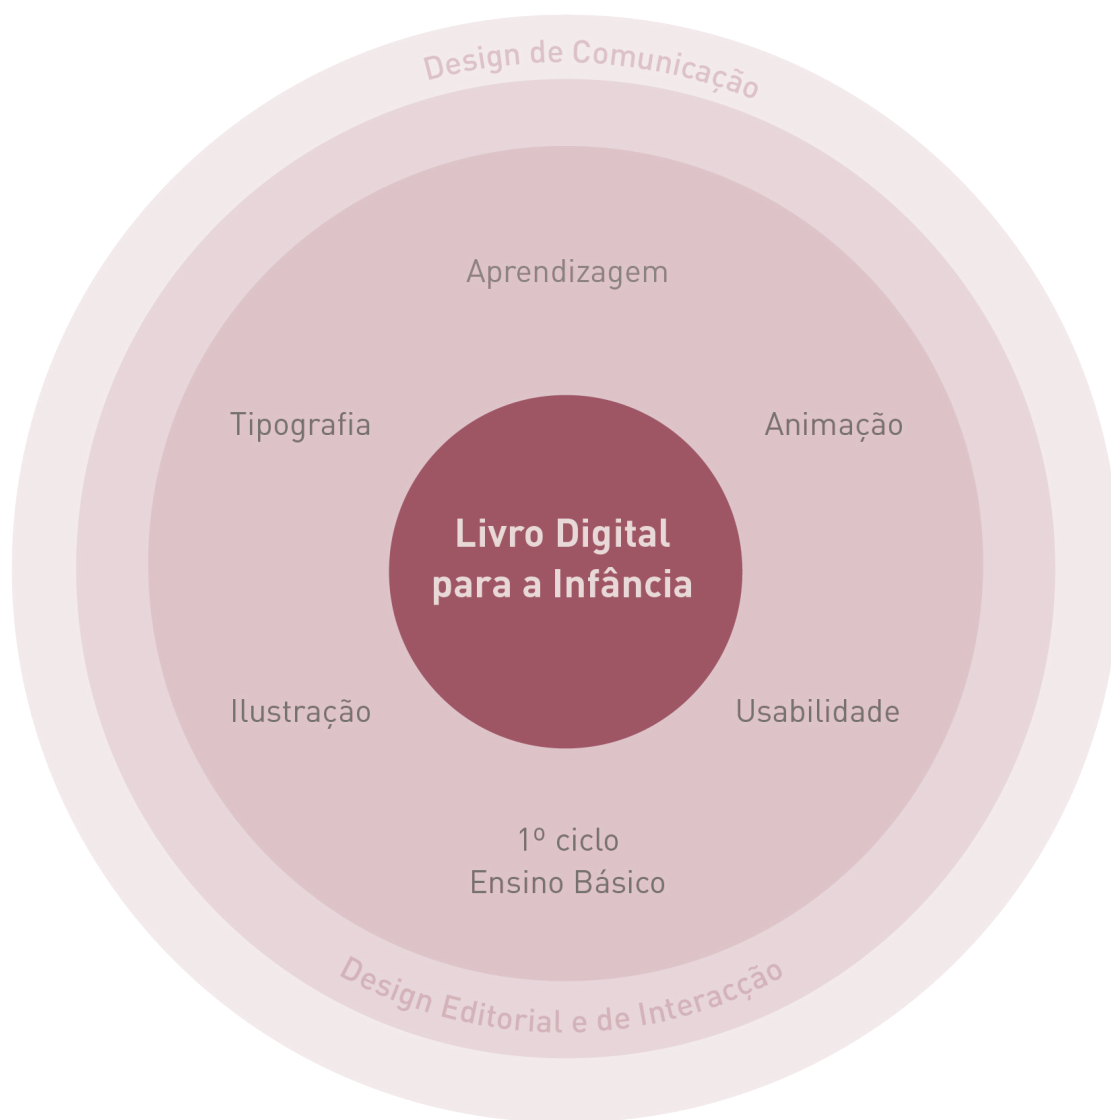 Design de Comunicação
Aprendizagem
Tipografia
Animação
Livro Digital
para a Infância
Ilustração
Usabilidade
1º ciclo
Ensino Básico
Design Editorial e de Interacção